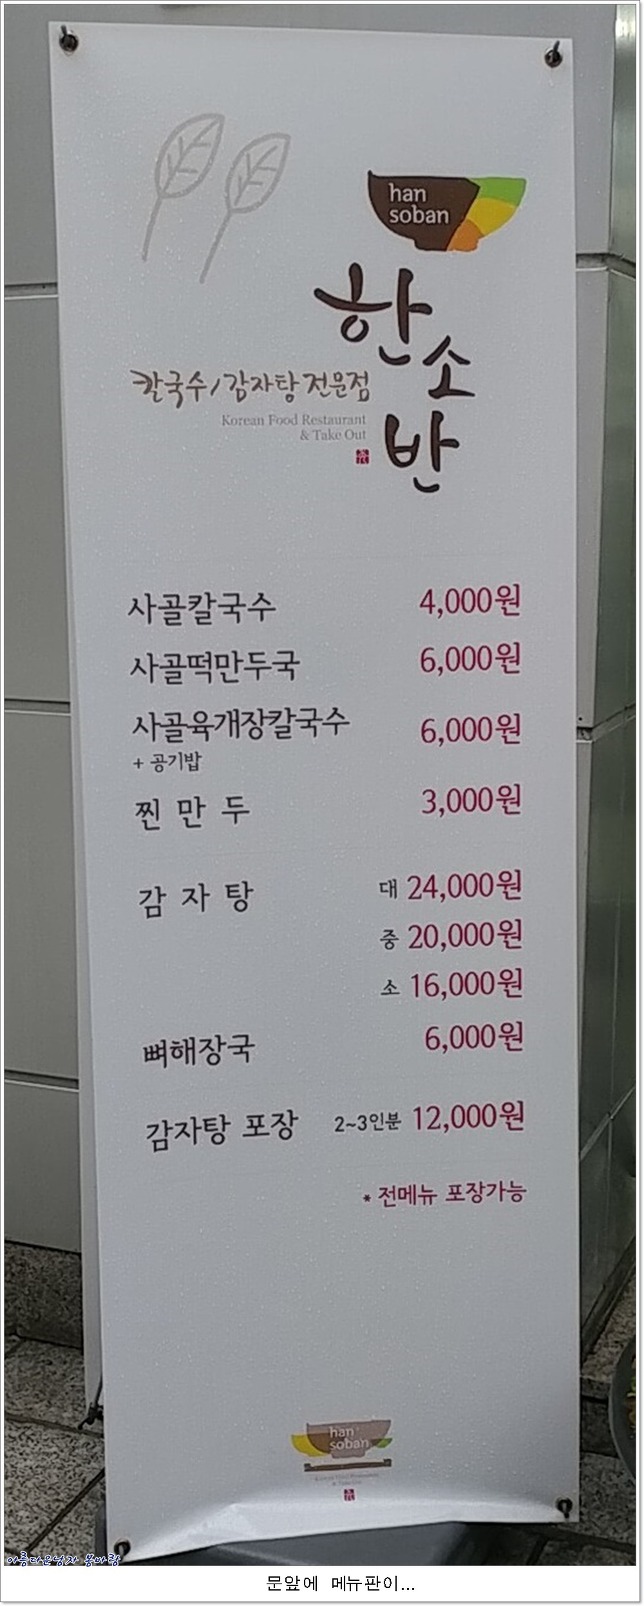 han
soban
한소반
칼국수/감자탕 전문점
Korean Food Restaurant
& Take Out
사골칼국수 4,000원
사골떡만두국 6,000원
사골육개장칼국수 6,000원
+ 공기밥
찐 만 두 3,000원
감 자 탕 대 24,000원
중 20,000원
소 16,000원
뼈해장국 6,000원
감자탕 포장 2~3인분 12,000원
* 전메뉴 포장가능
han
soban
Korean Food Restaurant
& Take Out
문앞에 메뉴판이...